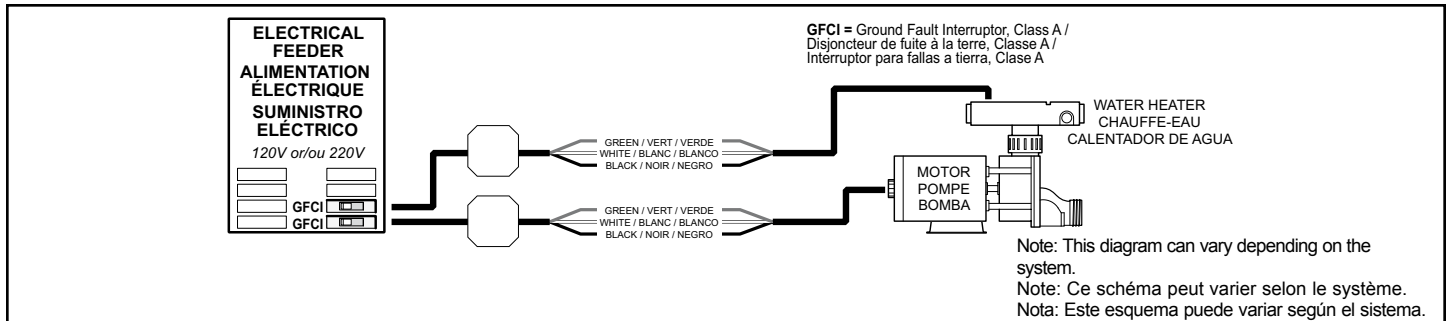 ELECTRICAL
FEEDER
ALIMENTATION
ÉLECTRIQUE
SUMINISTRO
ELÉCTRICO
120V or/ou 220V
GFCI
GFCI
GREEN / VERT / VERDE
WHITE / BLANC / BLANCO
BLACK / NOIR / NEGRO
GREEN / VERT / VERDE
WHITE / BLANC / BLANCO
BLACK / NOIR / NEGRO
GFCI = Ground Fault Interruptor, Class A /
Disjoncteur de fuite à la terre, Classe A /
Interruptor para fallas a tierra, Clase A
WATER HEATER
CHAUFFE-EAU
CALENTADOR DE AGUA
MOTOR
POMPE
BOMBA
Note: This diagram can vary depending on the
system.
Note: Ce schéma peut varier selon le système.
Nota: Este esquema puede variar según el sistema.